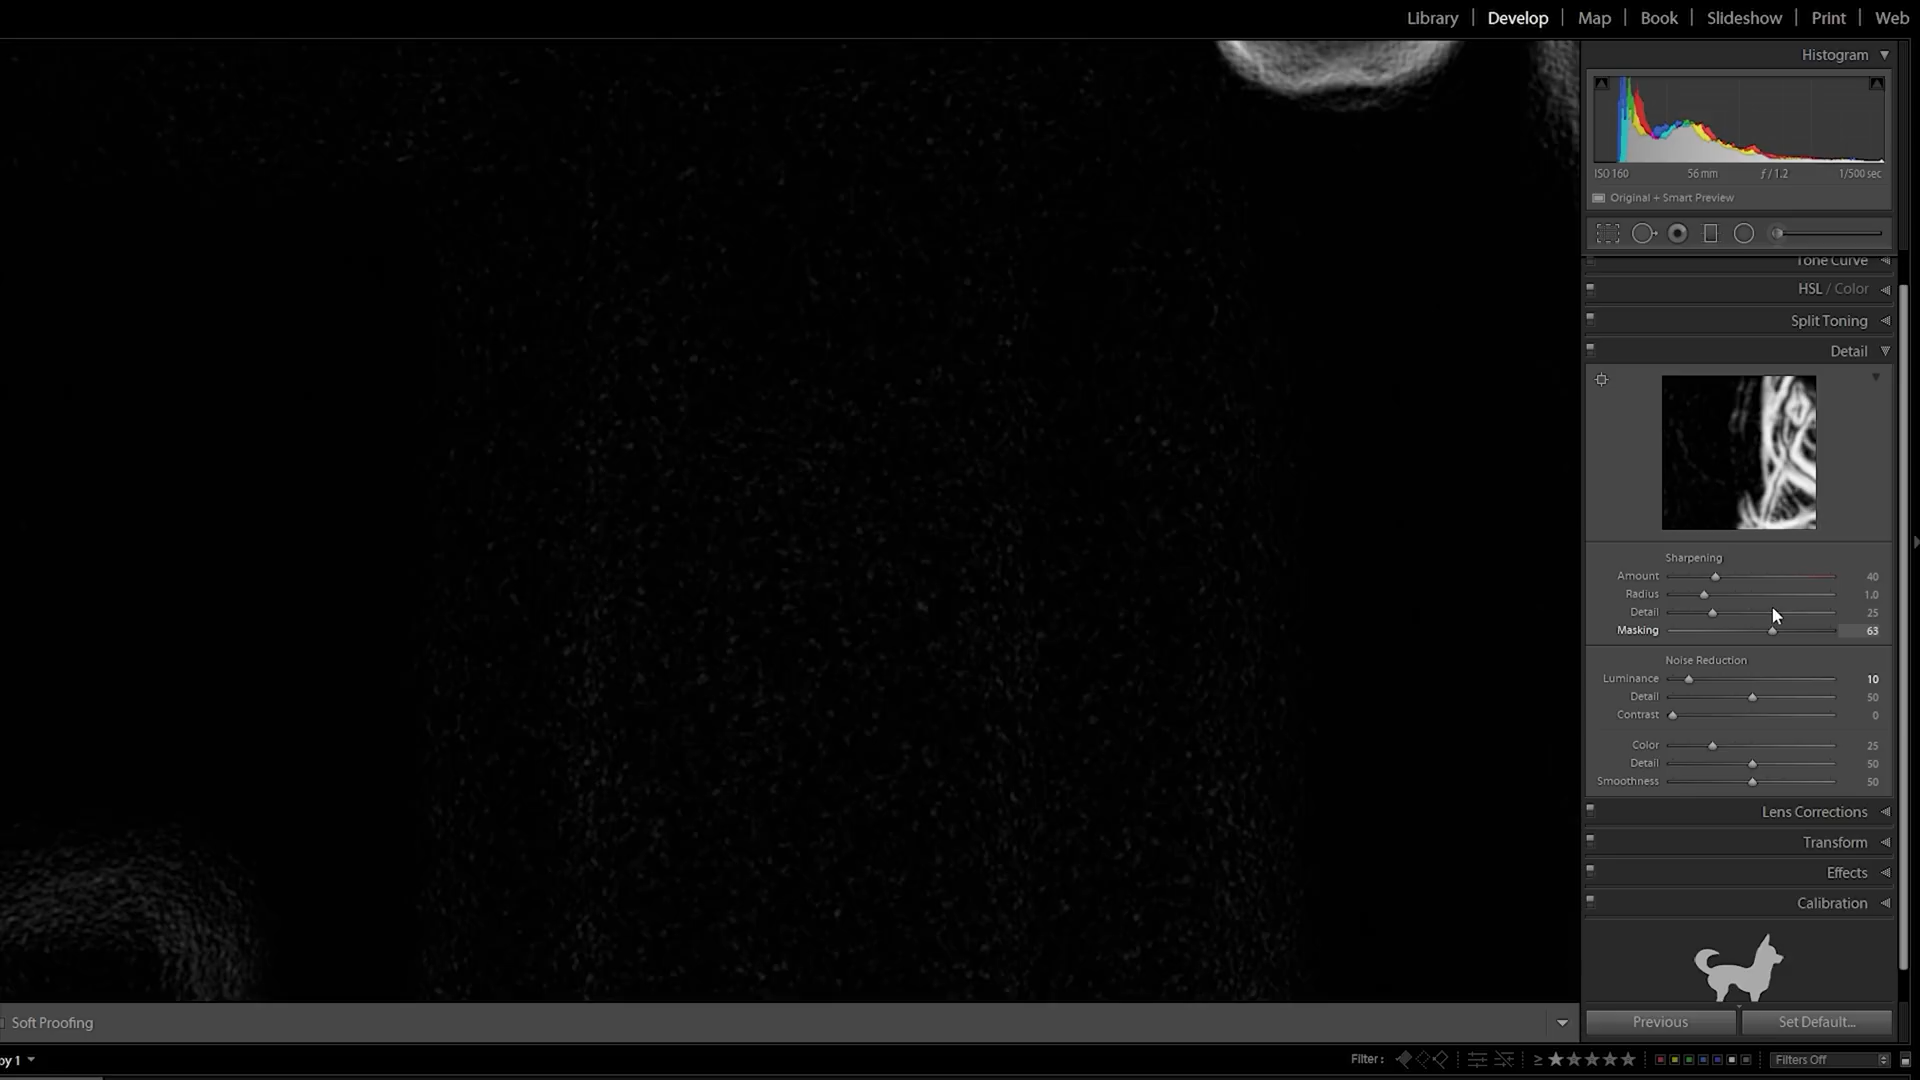 Library | Develop | Map | Book | Slideshow | Print | Web
Histogram
ISO 160 56 mm ƒ / 1.2 1/500 sec
Original + Smart Preview
Tone Curve
HSL / Color
Split Toning
Detail
Sharpening
Amount 40
Radius 1.0
Detail 25
Masking 63
Noise Reduction
Luminance 10
Detail 50
Contrast 0
Color 25
Detail 50
Smoothness 50
Lens Corrections
Transform
Effects
Calibration
Soft Proofing
Previous Set Default...
py 1
Filter: ≥ Filters Off